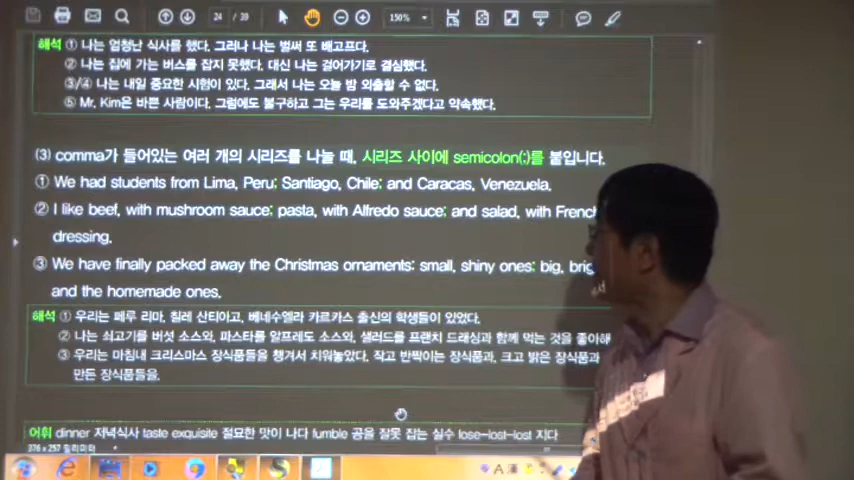 24 / 39
150%
해석 ① 나는 엄청난 식사를 했다. 그러나 나는 벌써 또 배고프다.
② 나는 집에 가는 버스를 잡지 못했다. 대신 나는 걸어가기로 결심했다.
③/④ 나는 내일 중요한 시험이 있다. 그래서 나는 오늘 밤 외출할 수 없다.
⑤ Mr. Kim은 바쁜 사람이다. 그럼에도 불구하고 그는 우리를 도와주겠다고 약속했다.
(3) comma가 들어있는 여러 개의 시리즈를 나눌 때, 시리즈 사이에 semicolon(;)를 붙입니다.
① We had students from Lima, Peru; Santiago, Chile; and Caracas, Venezuela.
② I like beef, with mushroom sauce; pasta, with Alfredo sauce; and salad, with French
dressing.
③ We have finally packed away the Christmas ornaments: small, shiny ones; big,
and the homemade ones.
해석 ① 우리는 페루 리마, 칠레 산티아고, 베네수엘라 카르카스 출신의 학생들이 있었다.
② 나는 쇠고기를 버섯 소스와, 파스타를 알프레도 소스와, 샐러드를 프랜치 드래싱과 함께 먹는 것을 좋아해
③ 우리는 마침내 크리스마스 장식품들을 챙겨서 치워놓았다. 작고 반짝이는 장식품과, 크고 밝은 장식품과
만든 장식품들을.
어휘 dinner 저녁식사 taste exquisite 절묘한 맛이 나다 fumble 공을 잘못 잡는 실수 lose-lost-lost 지다
376 x 257 밀리미터